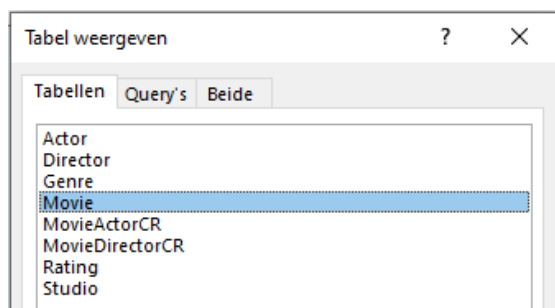 Tabel weergeven ? ×
Tabellen Query's Beide
Actor
Director
Genre
Movie
MovieActorCR
MovieDirectorCR
Rating
Studio